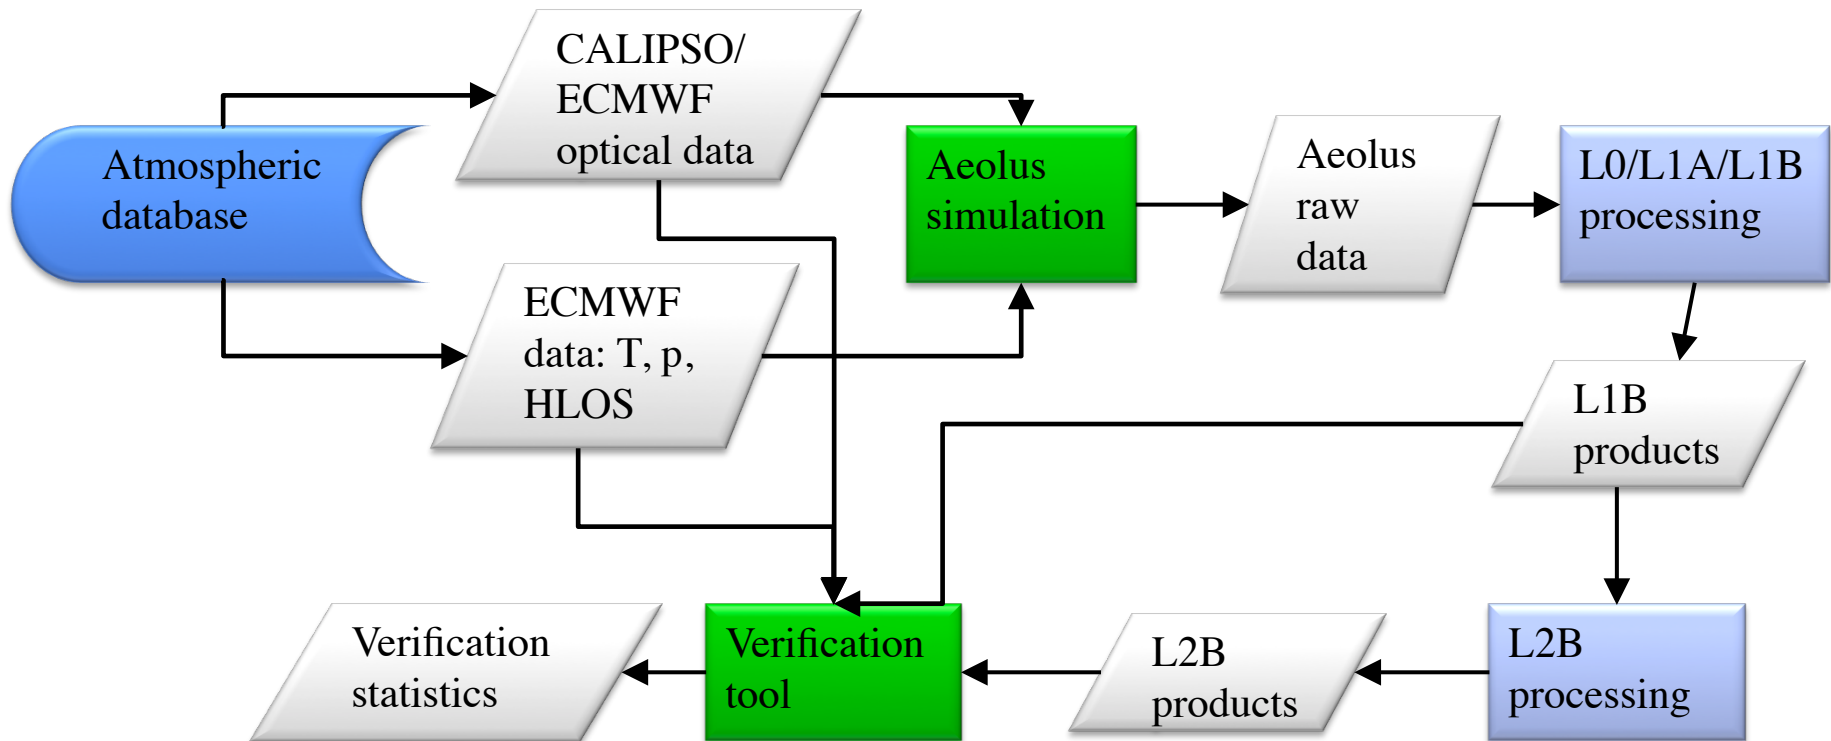 CALIPSO/
ECMWF
optical data
Atmospheric
database
Aeolus
simulation
Aeolus
raw
data
L0/L1A/L1B
processing
ECMWF
data: T, p,
HLOS
L1B
products
Verification
statistics
Verification
tool
L2B
products
L2B
processing